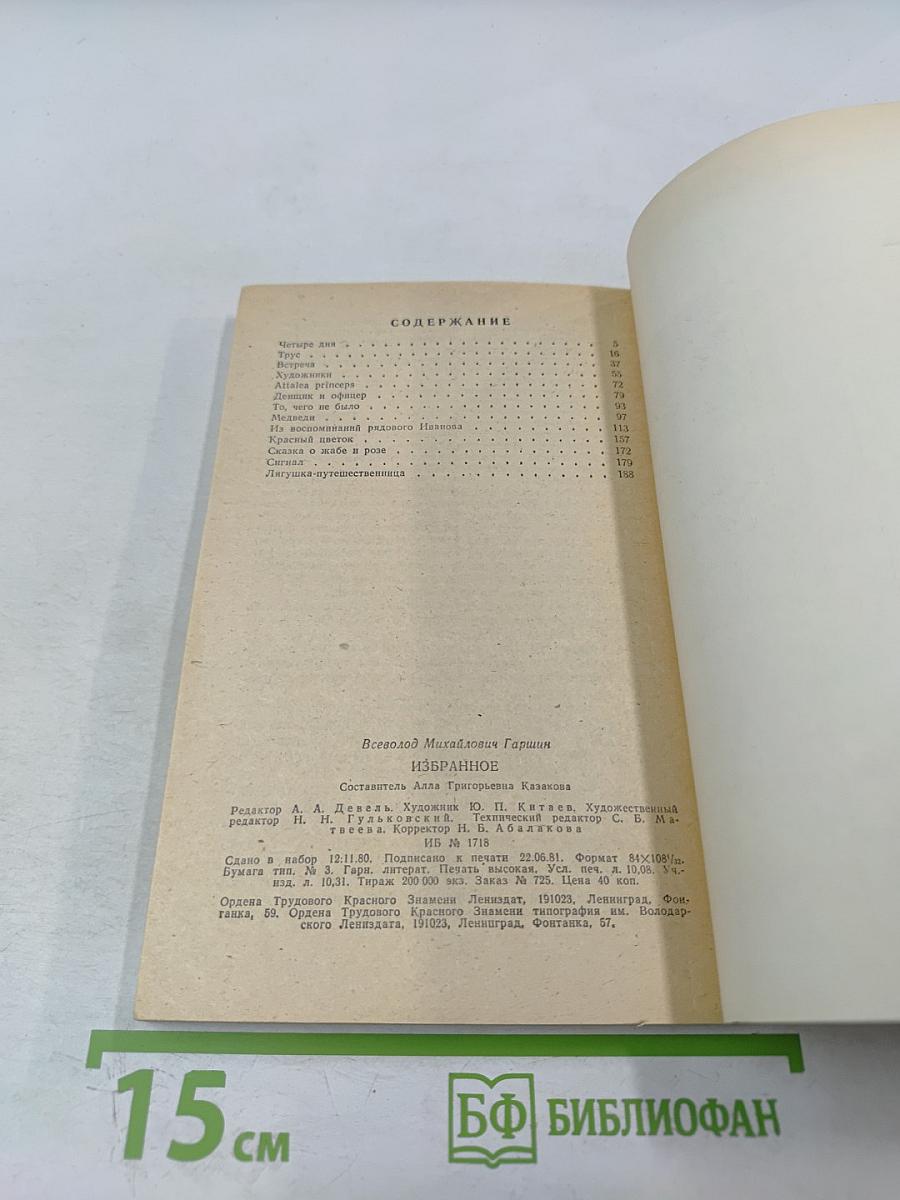 СОДЕРЖАНИЕ
Четыре дня . . . . . . . . . . . . . . . . 5
Трус . . . . . . . . . . . . . . . . . . 16
Встреча . . . . . . . . . . . . . . . . . 37
Художники . . . . . . . . . . . . . . . . 55
Attalea princeps . . . . . . . . . . . . . . 72
Денщик и офицер . . . . . . . . . . . . . . 79
То, чего не было . . . . . . . . . . . . . . 93
Медведи . . . . . . . . . . . . . . . . . 97
Из воспоминаний рядового Иванова . . . . . . . . . 113
Красный цветок . . . . . . . . . . . . . . . 157
Сказка о жабе и розе . . . . . . . . . . . . . 172
Сигнал . . . . . . . . . . . . . . . . . . 179
Лягушка-путешественница . . . . . . . . . . . . 188
Всеволод Михайлович Гаршин
ИЗБРАННОЕ
Составитель Алла Григорьевна Казакова
Редактор А. А. Девель. Художник Ю. П. Китаев. Художественный
редактор Н. Н. Гульковский. Технический редактор С. Б. Ма-
твеева. Корректор Н. Б. Абалакова
ИБ № 1718
Сдано в набор 12.11.80. Подписано к печати 22.06.81. Формат 84×108¹/₃₂.
Бумага тип. № 3. Гарн. литерат. Печать высокая. Усл. печ. л. 10,08. Уч.-
изд. л. 10,31. Тираж 200 000 экз. Заказ № 725. Цена 40 коп.
Ордена Трудового Красного Знамени Лениздат, 191023, Ленинград, Фон-
танка, 59. Ордена Трудового Красного Знамени типография им. Володар-
ского Лениздата, 191023, Ленинград, Фонтанка, 57.
15 см
БФ БИБЛИОФАН